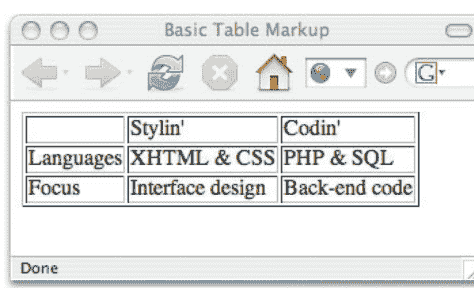 Basic Table Markup
G
Stylin' Codin'
Languages XHTML & CSS PHP & SQL
Focus Interface design Back-end code
Done